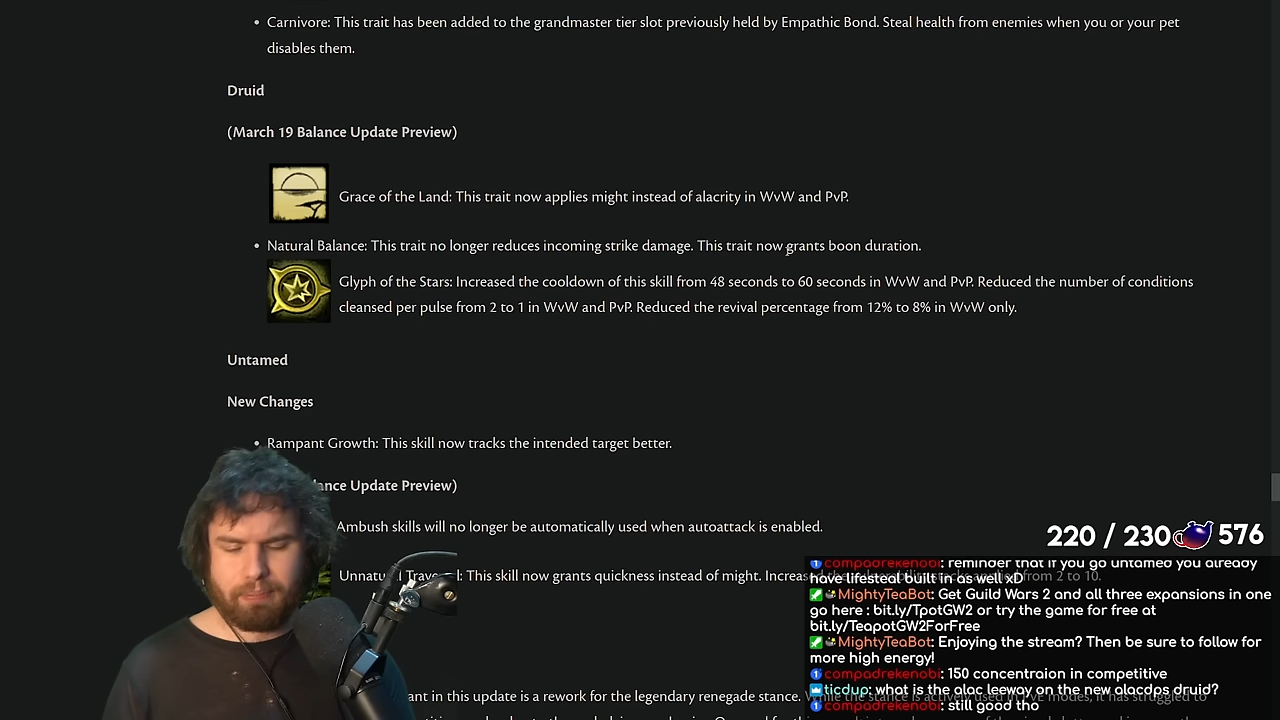 Carnivore: This trait has been added to the grandmaster tier slot previously held by Empathic Bond. Steal health from enemies when you or your pet
disables them.
Druid
(March 19 Balance Update Preview)
Grace of the Land: This trait now applies might instead of alacrity in WvW and PvP.
Natural Balance: This trait no longer reduces incoming strike damage. This trait now grants boon duration.
Glyph of the Stars: Increased the cooldown of this skill from 48 seconds to 60 seconds in WvW and PvP. Reduced the number of conditions
cleansed per pulse from 2 to 1 in WvW and PvP. Reduced the revival percentage from 12% to 8% in WvW only.
Untamed
New Changes
Rampant Growth: This skill now tracks the intended target better.
Update Preview)
Ambush skills will no longer be automatically used when autoattack is enabled.
This skill now grants quickness instead of might. from 2 to 10.
220 / 230 576
compadrekenobi: reminder that if you go untamed you already
have lifesteal built in as well xD
MightyTeaBot: Get Guild Wars 2 and all three expansions in one
go here : bit.ly/TpotGW2 or try the game for free at
bit.ly/TeapotGW2ForFree
MightyTeaBot: Enjoying the stream? Then be sure to follow for
more high energy!
compadrekenobi: 150 concentraion in competitive
ticdup: what is the alac leeway on the new alacdps druid?
compadrekenobi: still good tho
in this update is a rework for the legendary renegade stance.